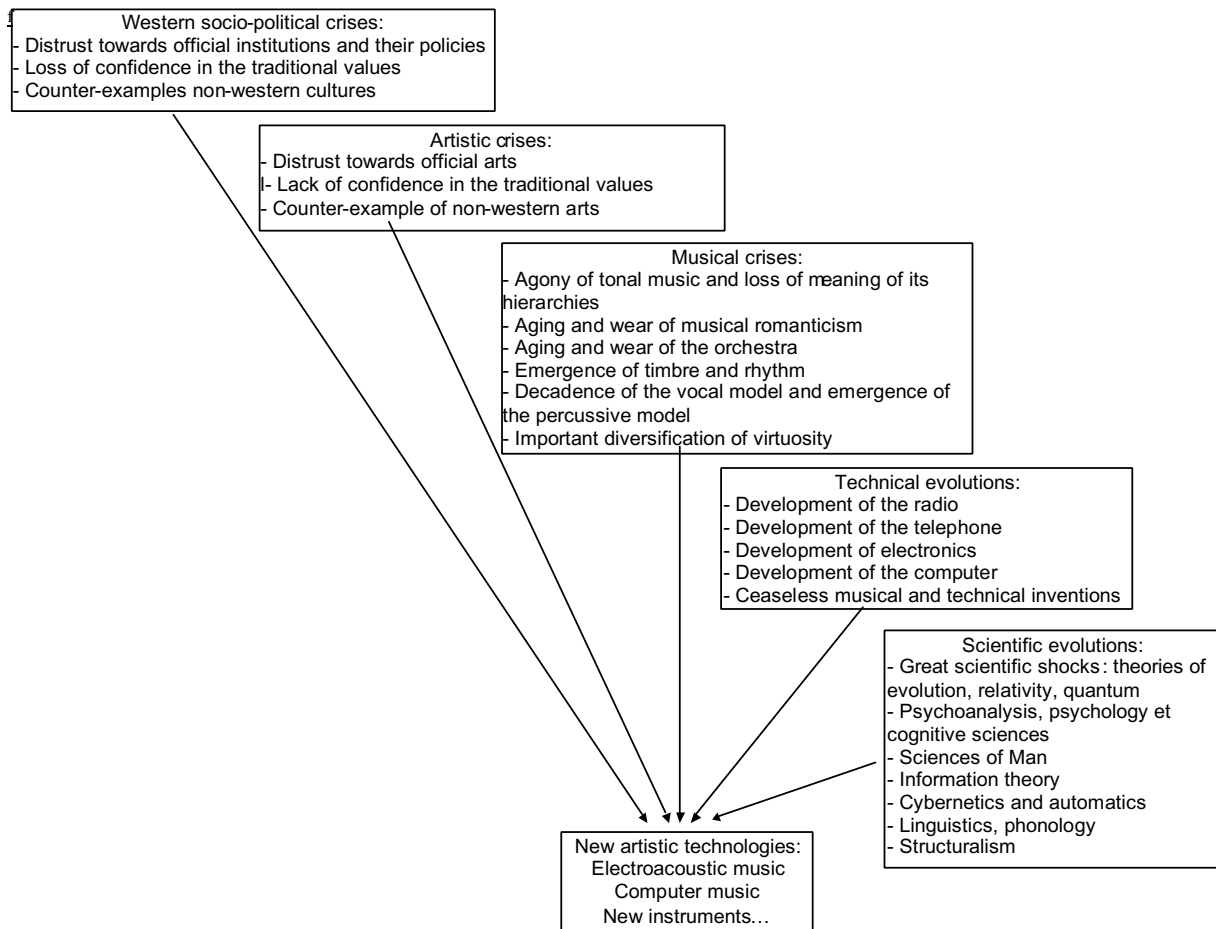 f
Western socio-political crises:
- Distrust towards official institutions and their policies
- Loss of confidence in the traditional values
- Counter-examples non-western cultures
Artistic crises:
- Distrust towards official arts
l- Lack of confidence in the traditional values
- Counter-example of non-western arts
Musical crises:
- Agony of tonal music and loss of meaning of its
hierarchies
- Aging and wear of musical romanticism
- Aging and wear of the orchestra
- Emergence of timbre and rhythm
- Decadence of the vocal model and emergence of
the percussive model
- Important diversification of virtuosity
Technical evolutions:
- Development of the radio
- Development of the telephone
- Development of electronics
- Development of the computer
- Ceaseless musical and technical inventions
Scientific evolutions:
- Great scientific shocks: theories of
evolution, relativity, quantum
- Psychoanalysis, psychology et
cognitive sciences
- Sciences of Man
- Information theory
- Cybernetics and automatics
- Linguistics, phonology
- Structuralism
New artistic technologies:
Electroacoustic music
Computer music
New instruments…